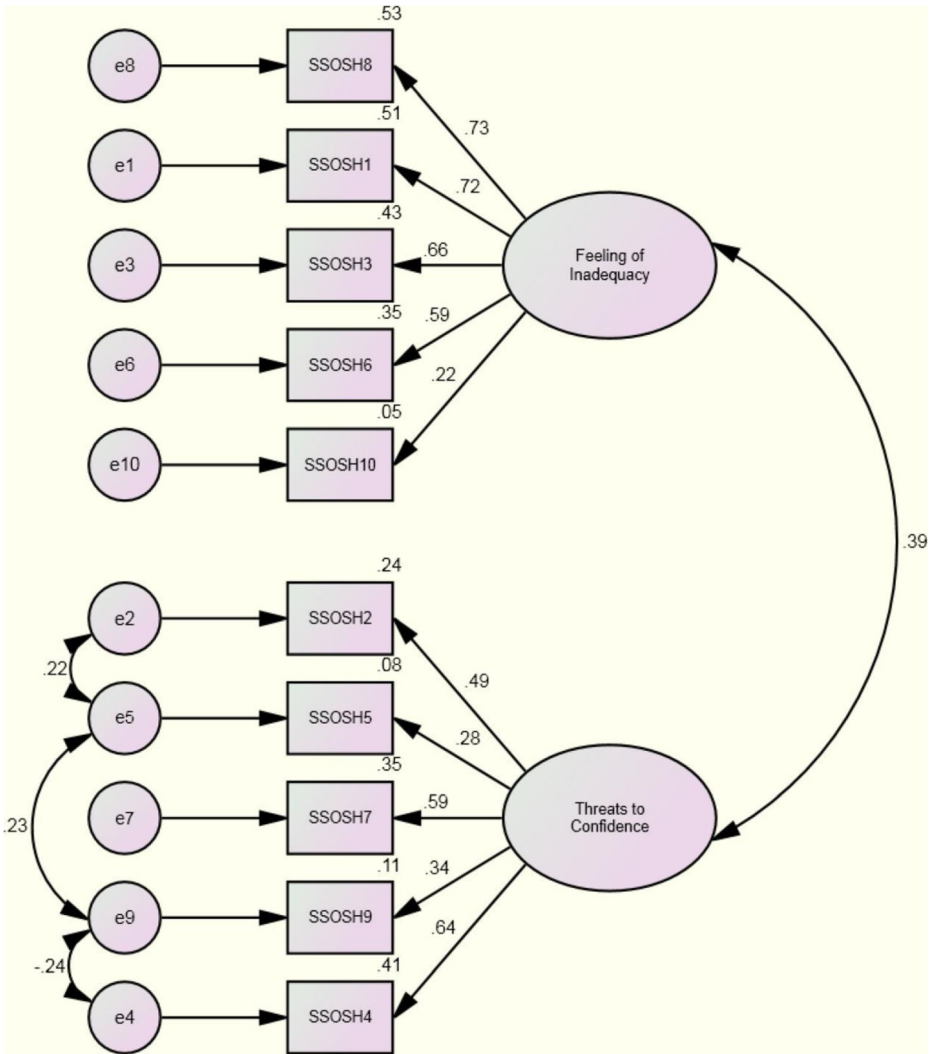 .53
e8
SSOSH8
.73
.51
e1
SSOSH1
.72
.43
e3
SSOSH3
.66
Feeling of
Inadequacy
.35
e6
SSOSH6
.59
.22
.05
e10
SSOSH10
.39
.24
e2
SSOSH2
.22
.49
.08
e5
SSOSH5
.28
.35
e7
SSOSH7
.59
Threats to
Confidence
.23
.11
e9
SSOSH9
.34
.64
-.24
.41
e4
SSOSH4